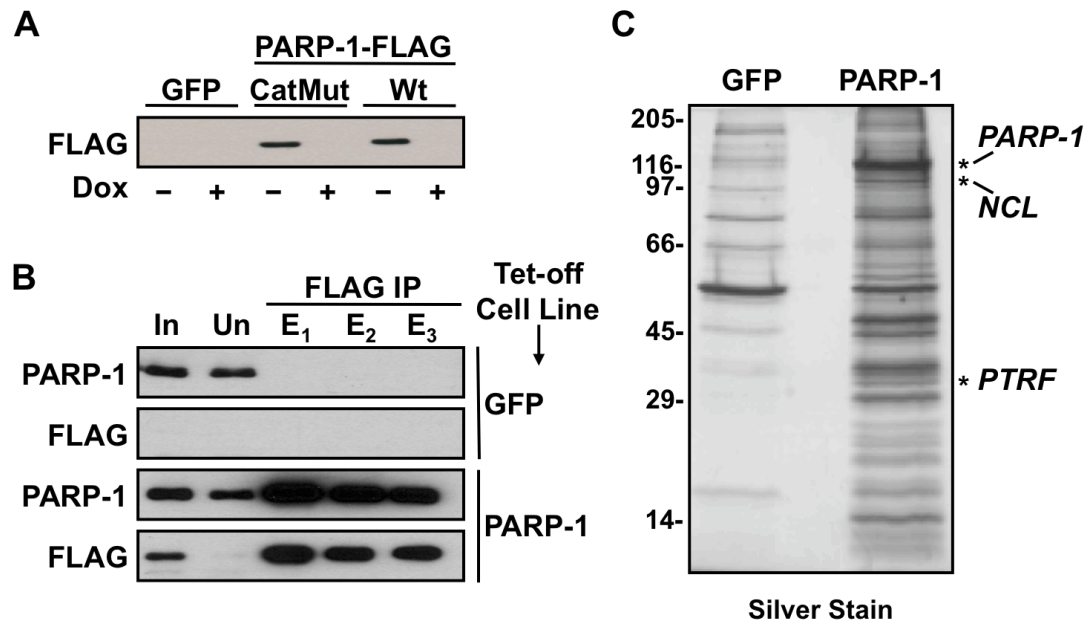 A
PARP-1-FLAG
GFP CatMut Wt
FLAG
Dox – + – + – +
B
FLAG IP
Tet-off
Cell Line
In Un E1 E2 E3
PARP-1
FLAG
GFP
PARP-1
FLAG
PARP-1
C
GFP PARP-1
205-
116-
97-
66-
45-
29-
14-
* PARP-1
* NCL
* PTRF
Silver Stain